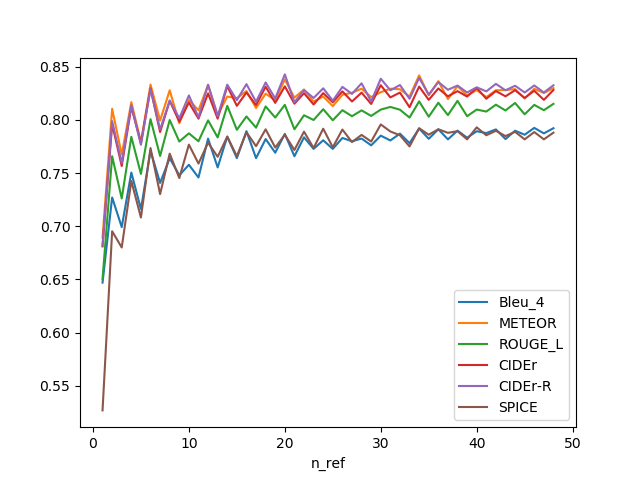 0.85
0.80
0.75
0.70
0.65
0.60
0.55
0
10
20
30
40
50
n_ref
Bleu_4
METEOR
ROUGE_L
CIDEr
CIDEr-R
SPICE